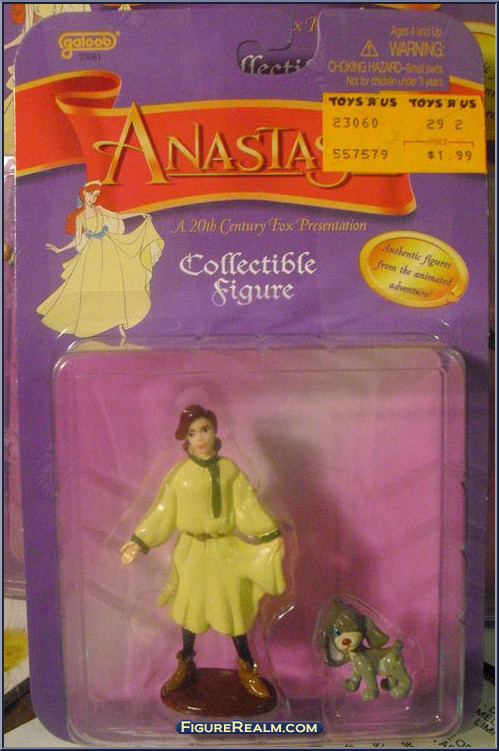 galoob
23061
Ages 4 and Up
WARNING:
CHOKING HAZARD–Small parts.
Not for children under 3 years.
TOYS R US TOYS R US
23060 29 2
PRICE
557579 $1.99
ANASTAS
A 20th Century Fox Presentation
Collectible
Figure
Authentic figures
from the animated
adventure!
FIGUREREALM.COM